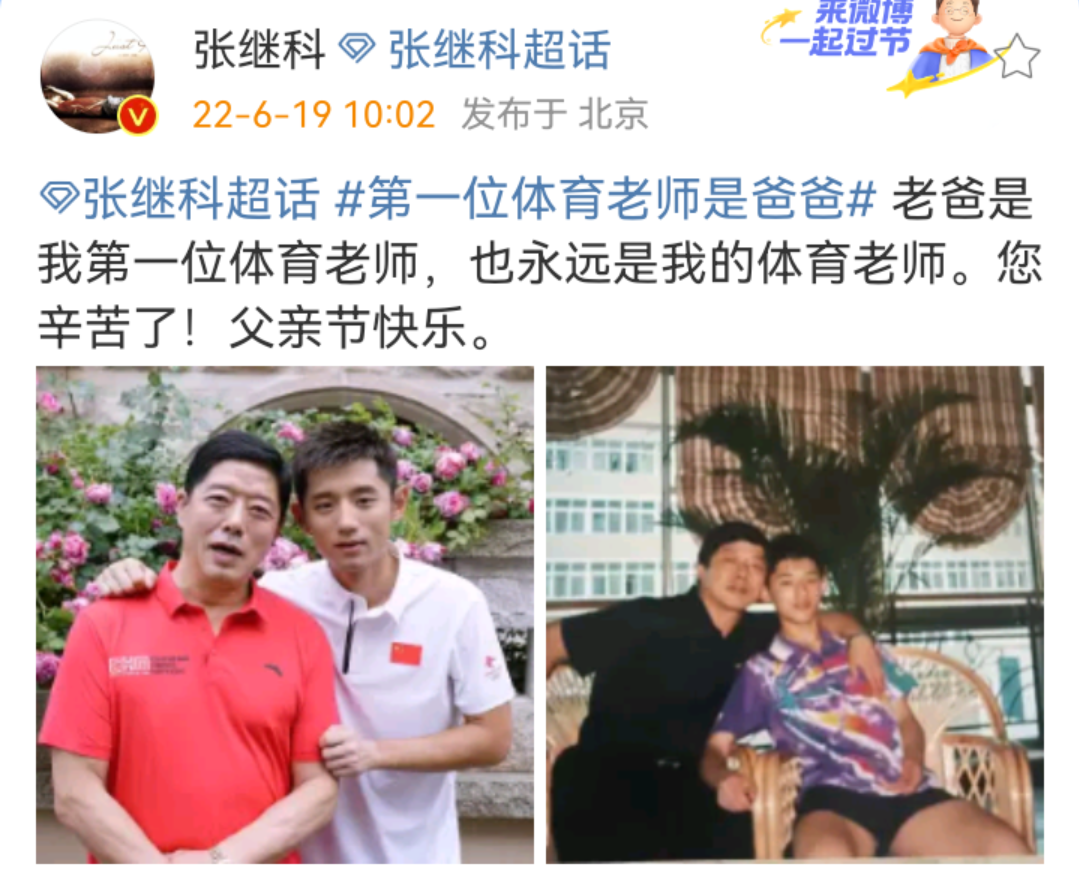 来微博
一起过节
张继科 张继科超话
22-6-19 10:02 发布于 北京
张继科超话 #第一位体育老师是爸爸# 老爸是
我第一位体育老师，也永远是我的体育老师。您
辛苦了！父亲节快乐。